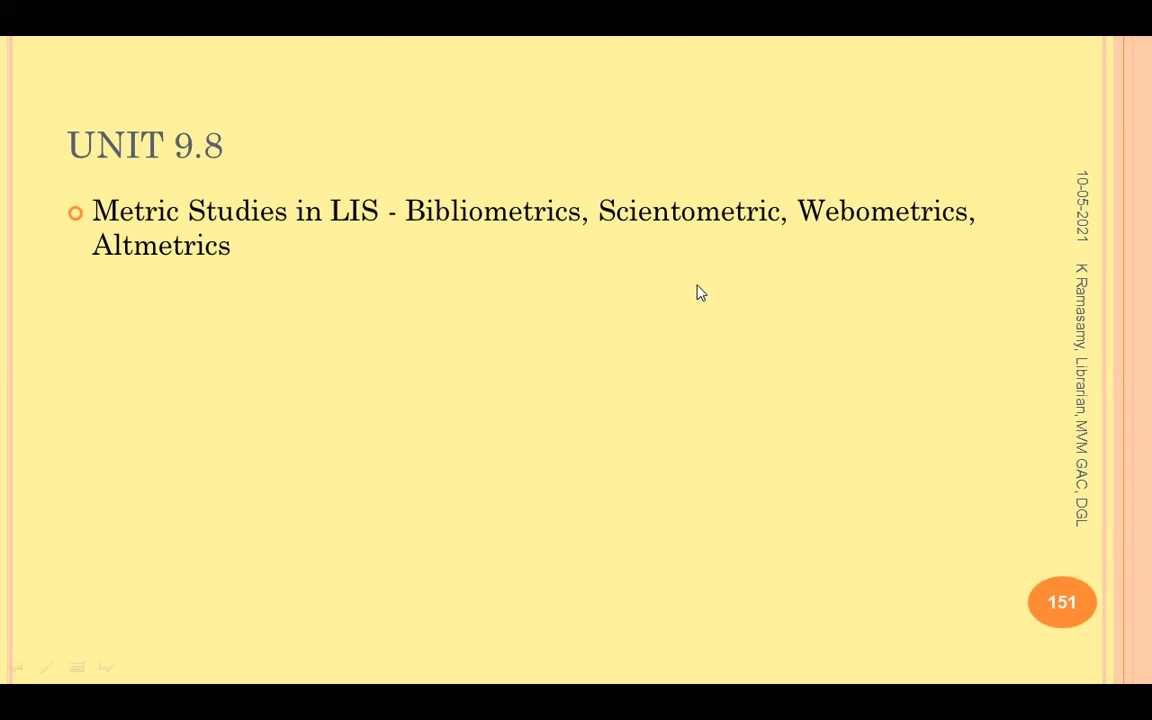 UNIT 9.8
Metric Studies in LIS - Bibliometrics, Scientometric, Webometrics,
Altmetrics
10-05-2021 K Ramasamy, Librarian, MVM GAC, DGL
151